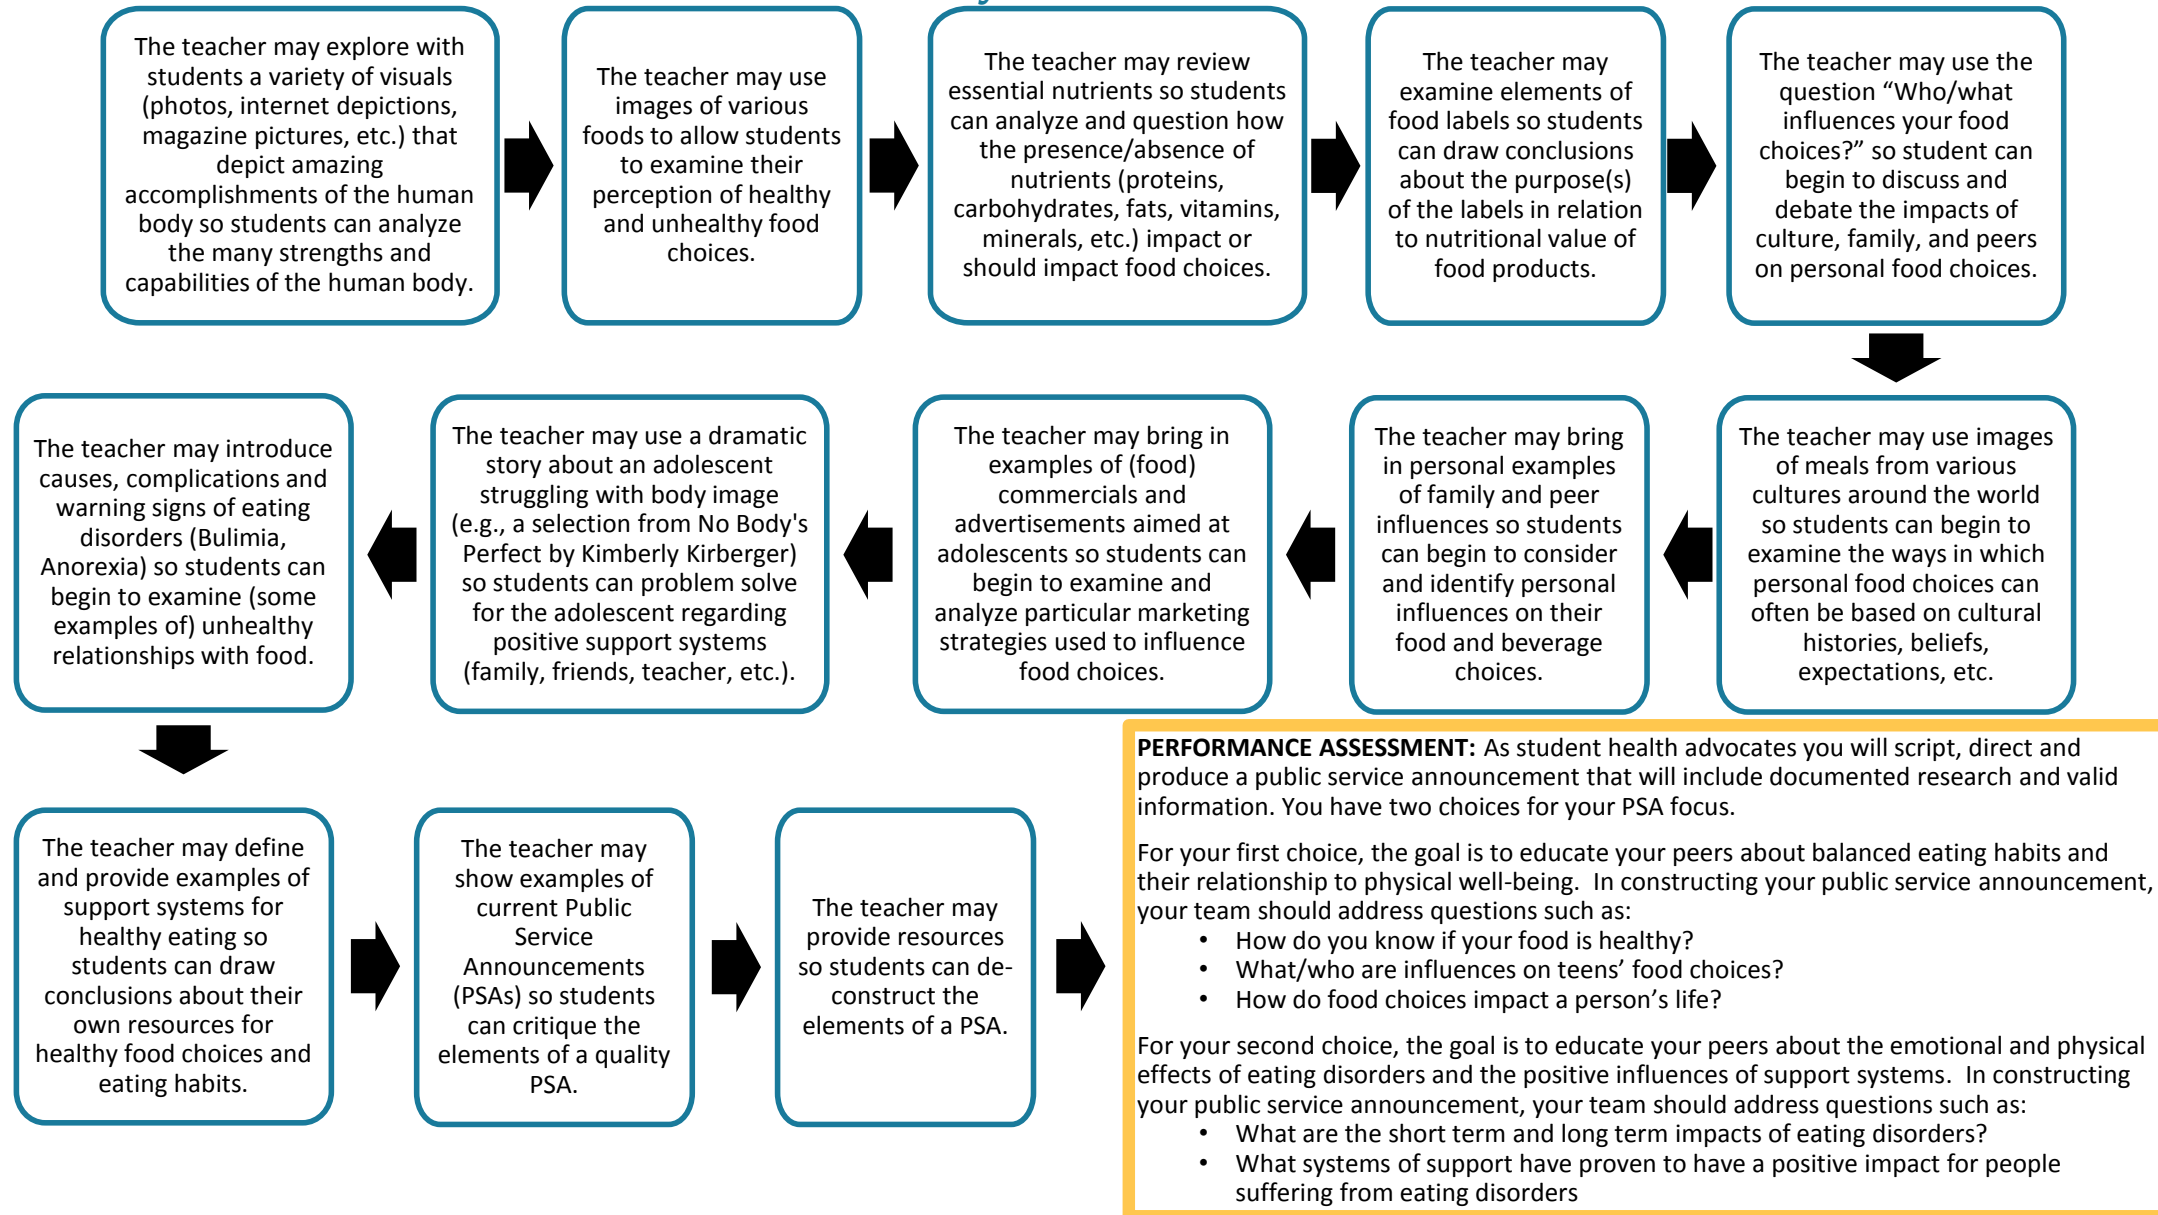 The teacher may explore with
students a variety of visuals
(photos, internet depictions,
magazine pictures, etc.) that
depict amazing
accomplishments of the human
body so students can analyze
the many strengths and
capabilities of the human body.
The teacher may use
images of various
foods to allow students
to examine their
perception of healthy
and unhealthy food
choices.
The teacher may review
essential nutrients so students
can analyze and question how
the presence/absence of
nutrients (proteins,
carbohydrates, fats, vitamins,
minerals, etc.) impact or
should impact food choices.
The teacher may
examine elements of
food labels so students
can draw conclusions
about the purpose(s)
of the labels in relation
to nutritional value of
food products.
The teacher may use the
question “Who/what
influences your food
choices?” so student can
begin to discuss and
debate the impacts of
culture, family, and peers
on personal food choices.
The teacher may use images
of meals from various
cultures around the world
so students can begin to
examine the ways in which
personal food choices can
often be based on cultural
histories, beliefs,
expectations, etc.
The teacher may bring
in personal examples
of family and peer
influences so students
can begin to consider
and identify personal
influences on their
food and beverage
choices.
The teacher may bring in
examples of (food)
commercials and
advertisements aimed at
adolescents so students can
begin to examine and
analyze particular marketing
strategies used to influence
food choices.
The teacher may use a dramatic
story about an adolescent
struggling with body image
(e.g., a selection from No Body's
Perfect by Kimberly Kirberger)
so students can problem solve
for the adolescent regarding
positive support systems
(family, friends, teacher, etc.).
The teacher may introduce
causes, complications and
warning signs of eating
disorders (Bulimia,
Anorexia) so students can
begin to examine (some
examples of) unhealthy
relationships with food.
The teacher may define
and provide examples of
support systems for
healthy eating so
students can draw
conclusions about their
own resources for
healthy food choices and
eating habits.
The teacher may
show examples of
current Public
Service
Announcements
(PSAs) so students
can critique the
elements of a quality
PSA.
The teacher may
provide resources
so students can de-
construct the
elements of a PSA.
PERFORMANCE ASSESSMENT: As student health advocates you will script, direct and
produce a public service announcement that will include documented research and valid
information. You have two choices for your PSA focus.
For your first choice, the goal is to educate your peers about balanced eating habits and
their relationship to physical well-being. In constructing your public service announcement,
your team should address questions such as:
• How do you know if your food is healthy?
• What/who are influences on teens’ food choices?
• How do food choices impact a person’s life?
For your second choice, the goal is to educate your peers about the emotional and physical
effects of eating disorders and the positive influences of support systems. In constructing
your public service announcement, your team should address questions such as:
• What are the short term and long term impacts of eating disorders?
• What systems of support have proven to have a positive impact for people
suffering from eating disorders